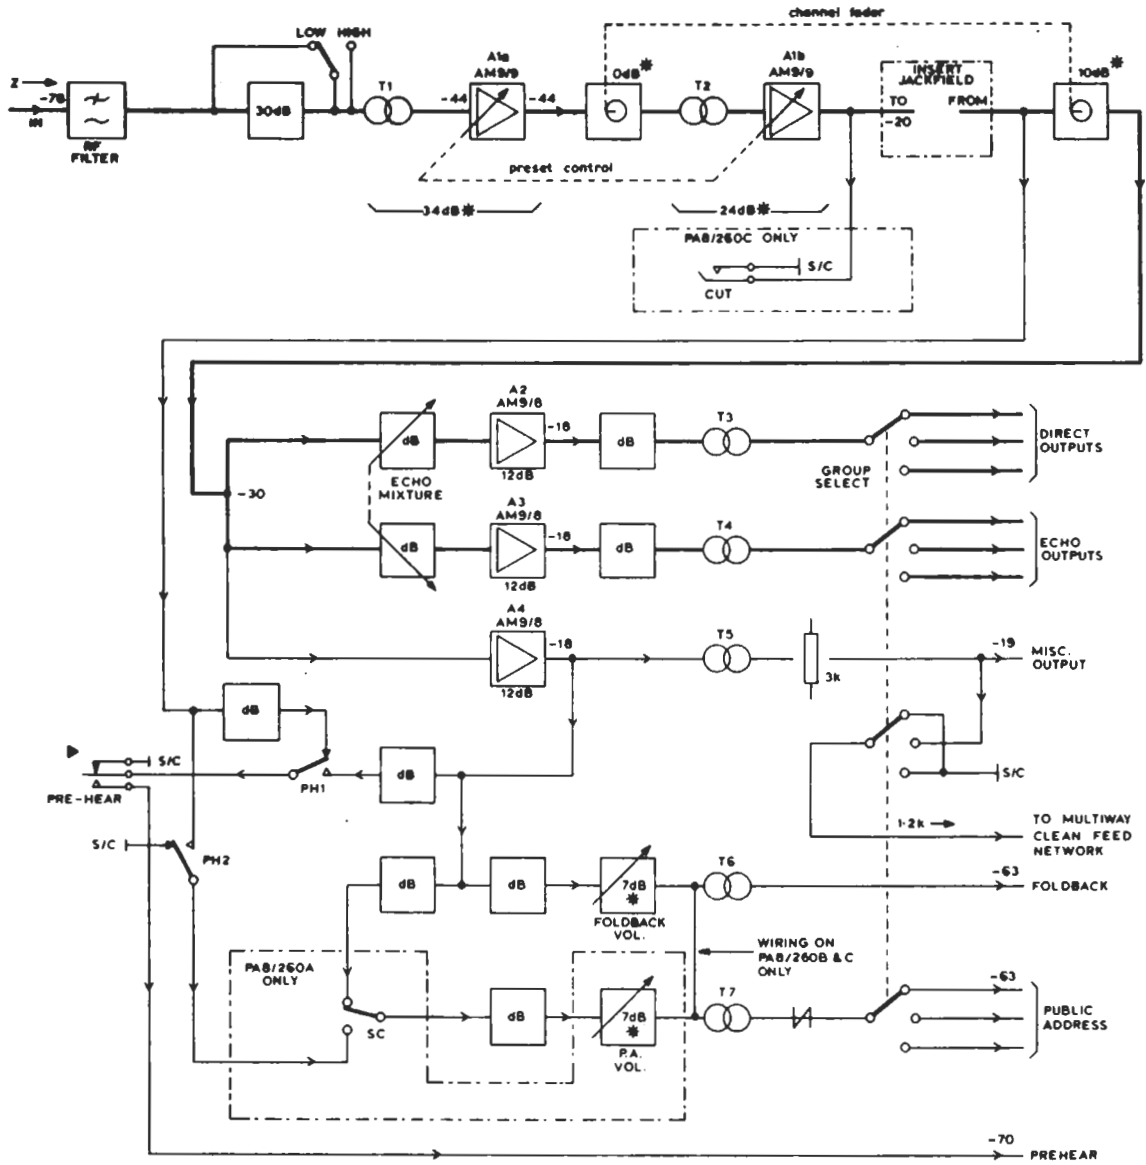 channel fader
LOW HIGH
Z
-78
IN
RF
FILTER
30dB
T1
-44
A1a
AM9/9
-44
0dB*
T2
A1b
AM9/9
INSERT
JACKFIELD
TO
FROM
-20
10dB*
preset control
34dB*
24dB*
PA8/260C ONLY
S/C
CUT
-30
dB
ECHO
MIXTURE
A2
AM9/8
-18
12dB
dB
T3
GROUP
SELECT
DIRECT
OUTPUTS
dB
A3
AM9/8
-18
12dB
dB
T4
ECHO
OUTPUTS
A4
AM9/8
-18
12dB
T5
3k
-19
MISC.
OUTPUT
dB
S/C
PRE-HEAR
PH1
dB
S/C
1·2k
TO MULTIWAY
CLEAN FEED
NETWORK
S/C
PH2
dB
dB
7dB
*
FOLDBACK
VOL.
T6
-63
FOLDBACK
WIRING ON
PA8/260B & C
ONLY
PA8/260A
ONLY
SC
dB
7dB
*
P.A.
VOL.
T7
-63
PUBLIC
ADDRESS
-70
PREHEAR